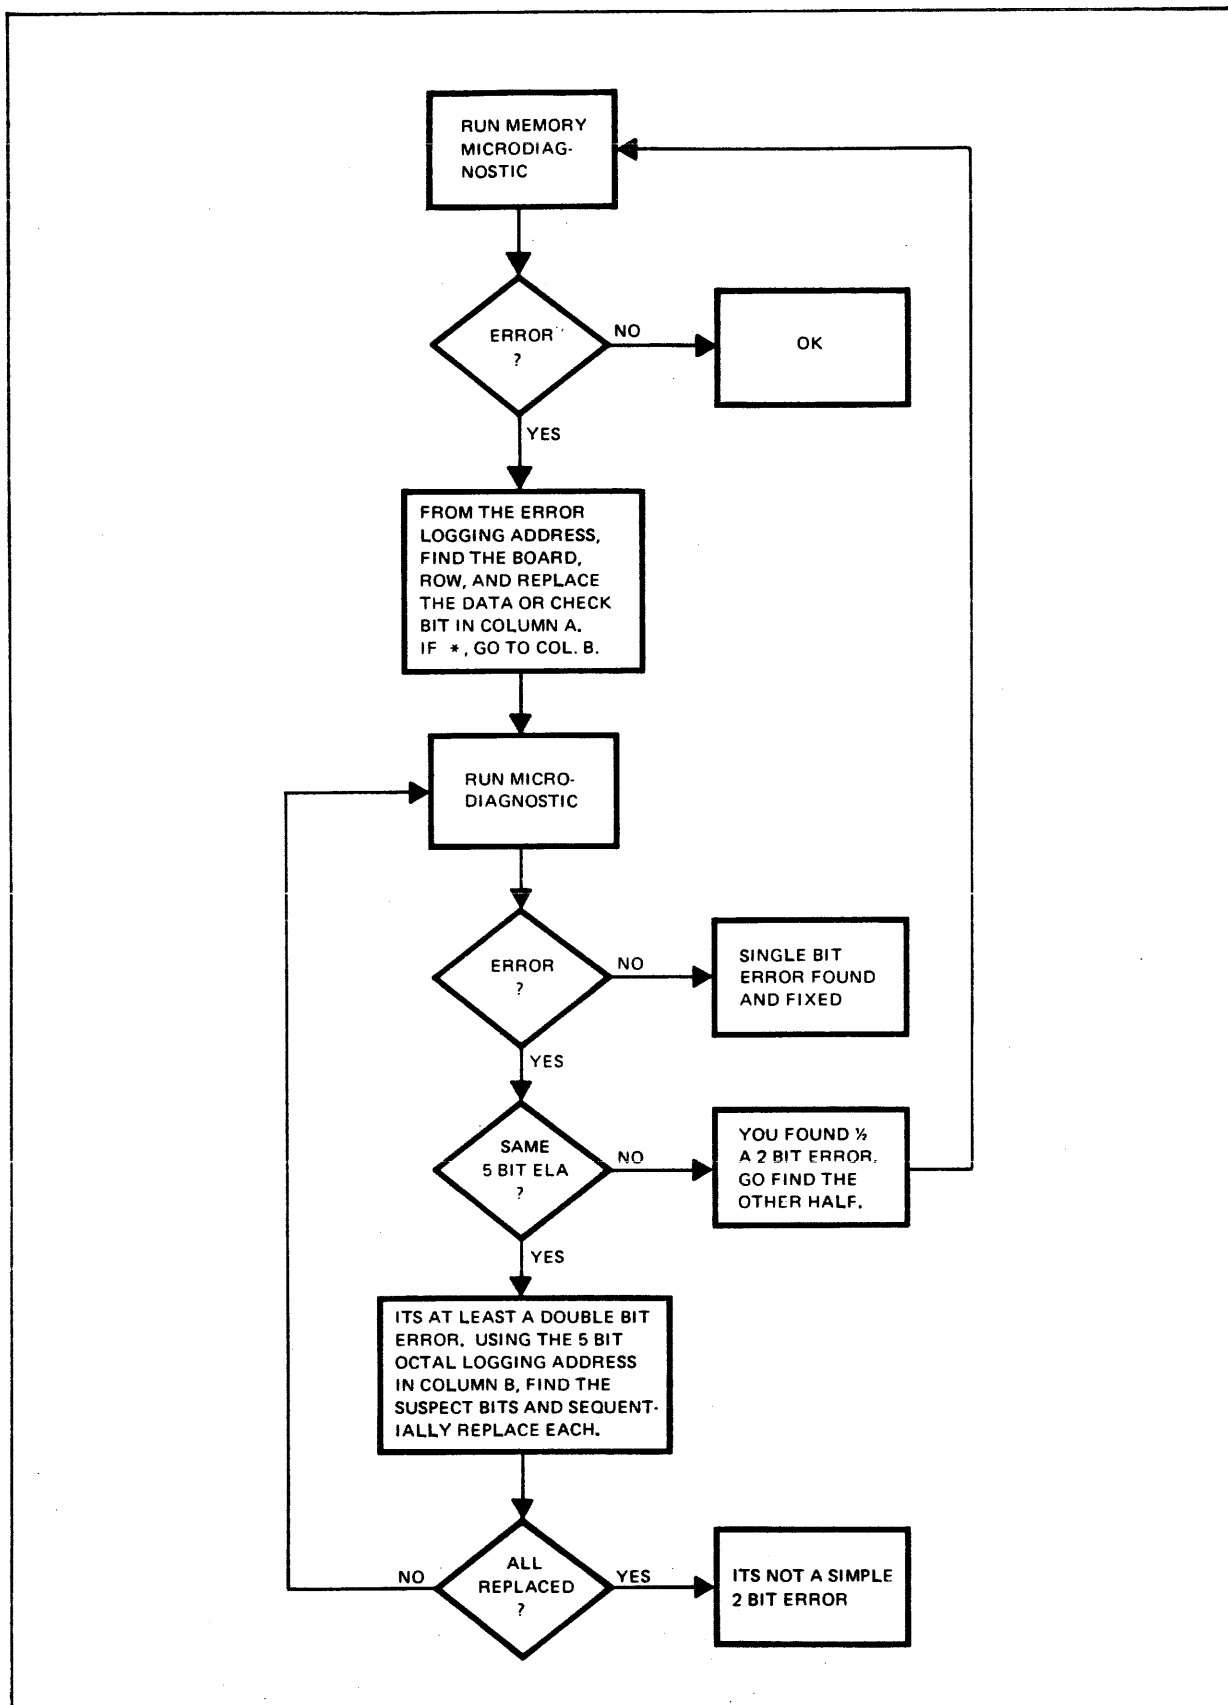 RUN MEMORY
MICRODIAG-
NOSTIC
ERROR
?
NO
OK
YES
FROM THE ERROR
LOGGING ADDRESS,
FIND THE BOARD,
ROW, AND REPLACE
THE DATA OR CHECK
BIT IN COLUMN A.
IF *, GO TO COL. B.
RUN MICRO-
DIAGNOSTIC
ERROR
?
NO
SINGLE BIT
ERROR FOUND
AND FIXED
YES
SAME
5 BIT ELA
?
NO
YOU FOUND ½
A 2 BIT ERROR.
GO FIND THE
OTHER HALF.
YES
ITS AT LEAST A DOUBLE BIT
ERROR. USING THE 5 BIT
OCTAL LOGGING ADDRESS
IN COLUMN B, FIND THE
SUSPECT BITS AND SEQUENT-
IALLY REPLACE EACH.
NO
ALL
REPLACED
?
YES
ITS NOT A SIMPLE
2 BIT ERROR